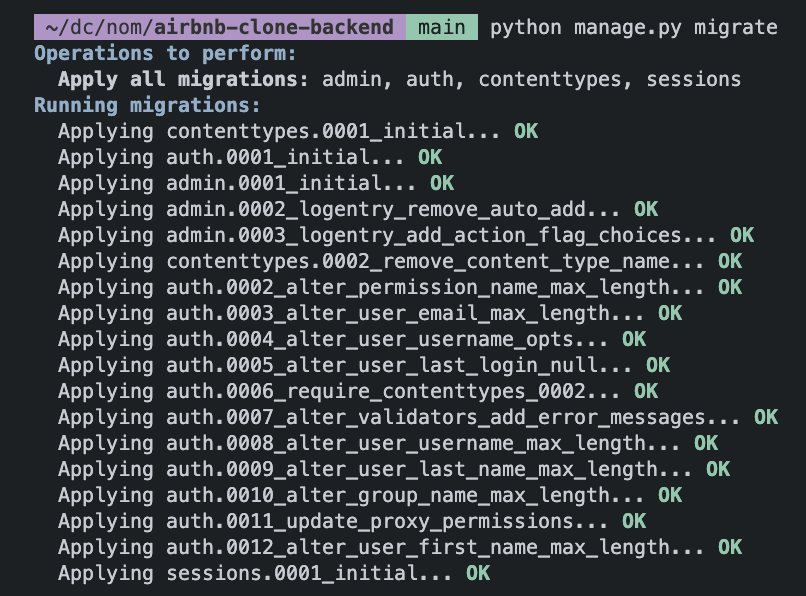 ~/dc/nom/airbnb-clone-backend main python manage.py migrate
Operations to perform:
Apply all migrations: admin, auth, contenttypes, sessions
Running migrations:
Applying contenttypes.0001_initial... OK
Applying auth.0001_initial... OK
Applying admin.0001_initial... OK
Applying admin.0002_logentry_remove_auto_add... OK
Applying admin.0003_logentry_add_action_flag_choices... OK
Applying contenttypes.0002_remove_content_type_name... OK
Applying auth.0002_alter_permission_name_max_length... OK
Applying auth.0003_alter_user_email_max_length... OK
Applying auth.0004_alter_user_username_opts... OK
Applying auth.0005_alter_user_last_login_null... OK
Applying auth.0006_require_contenttypes_0002... OK
Applying auth.0007_alter_validators_add_error_messages... OK
Applying auth.0008_alter_user_username_max_length... OK
Applying auth.0009_alter_user_last_name_max_length... OK
Applying auth.0010_alter_group_name_max_length... OK
Applying auth.0011_update_proxy_permissions... OK
Applying auth.0012_alter_user_first_name_max_length... OK
Applying sessions.0001_initial... OK